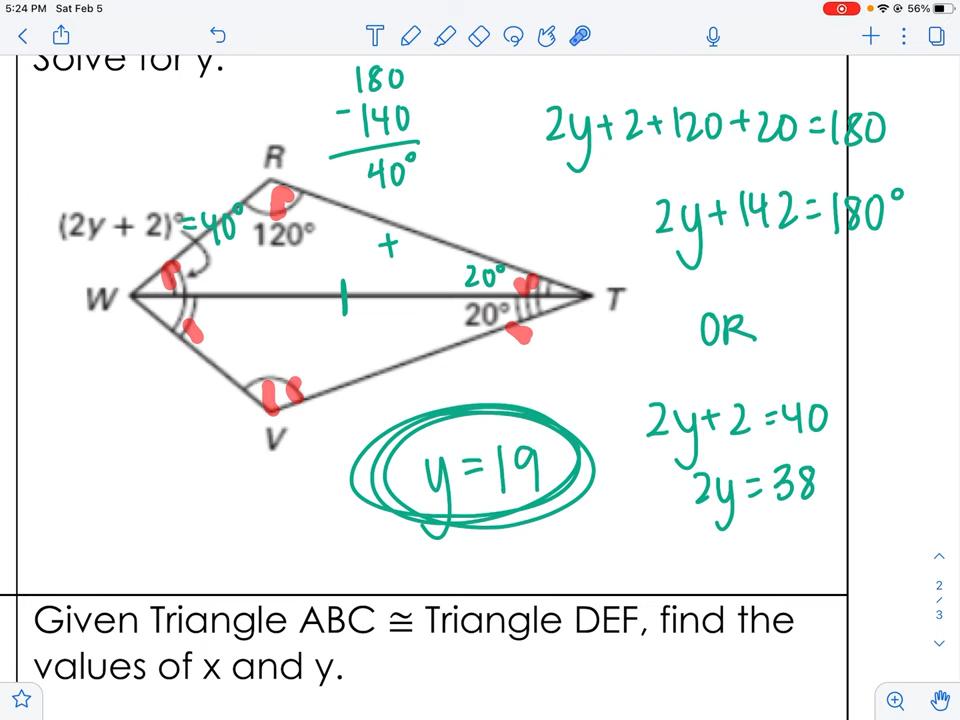 5:24 PM Sat Feb 5
56%
Solve for y.
180
-140
40°
2y+2+120+20=180
2y+142=180°
R
(2y + 2)°=40°
120°
+
20°
20°
W
T
V
OR
2y+2=40
2y=38
y=19
2
/
3
Given Triangle ABC ≅ Triangle DEF, find the
values of x and y.